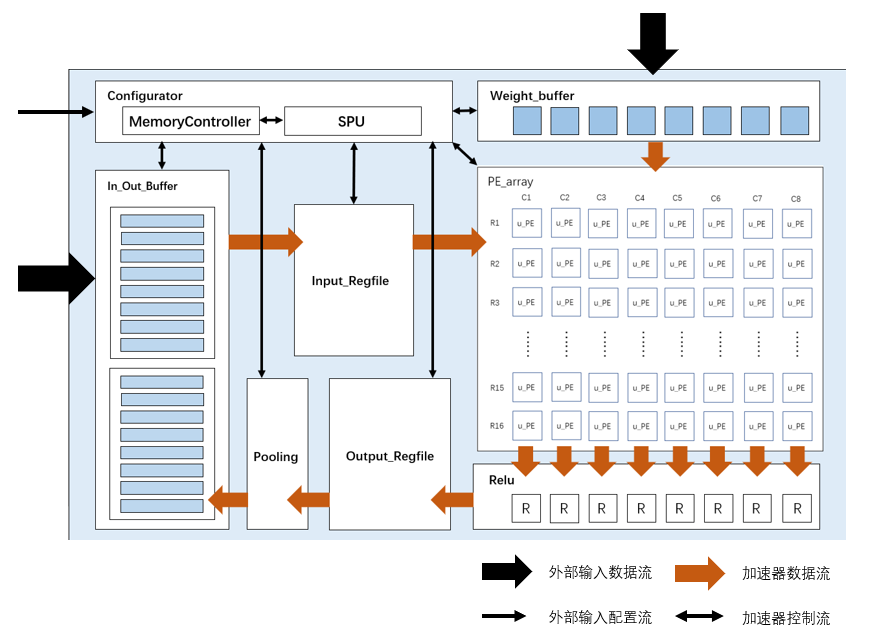 Configurator
MemoryController
SPU
Weight_buffer
In_Out_Buffer
Input_Regfile
PE_array
C1 C2 C3 C4 C5 C6 C7 C8
R1 u_PE u_PE u_PE u_PE u_PE u_PE u_PE u_PE
R2 u_PE u_PE u_PE u_PE u_PE u_PE u_PE u_PE
R3 u_PE u_PE u_PE u_PE u_PE u_PE u_PE u_PE
R15 u_PE u_PE u_PE u_PE u_PE u_PE u_PE u_PE
R16 u_PE u_PE u_PE u_PE u_PE u_PE u_PE u_PE
Pooling
Output_Regfile
Relu
R R R R R R R R
外部输入数据流
加速器数据流
外部输入配置流
加速器控制流